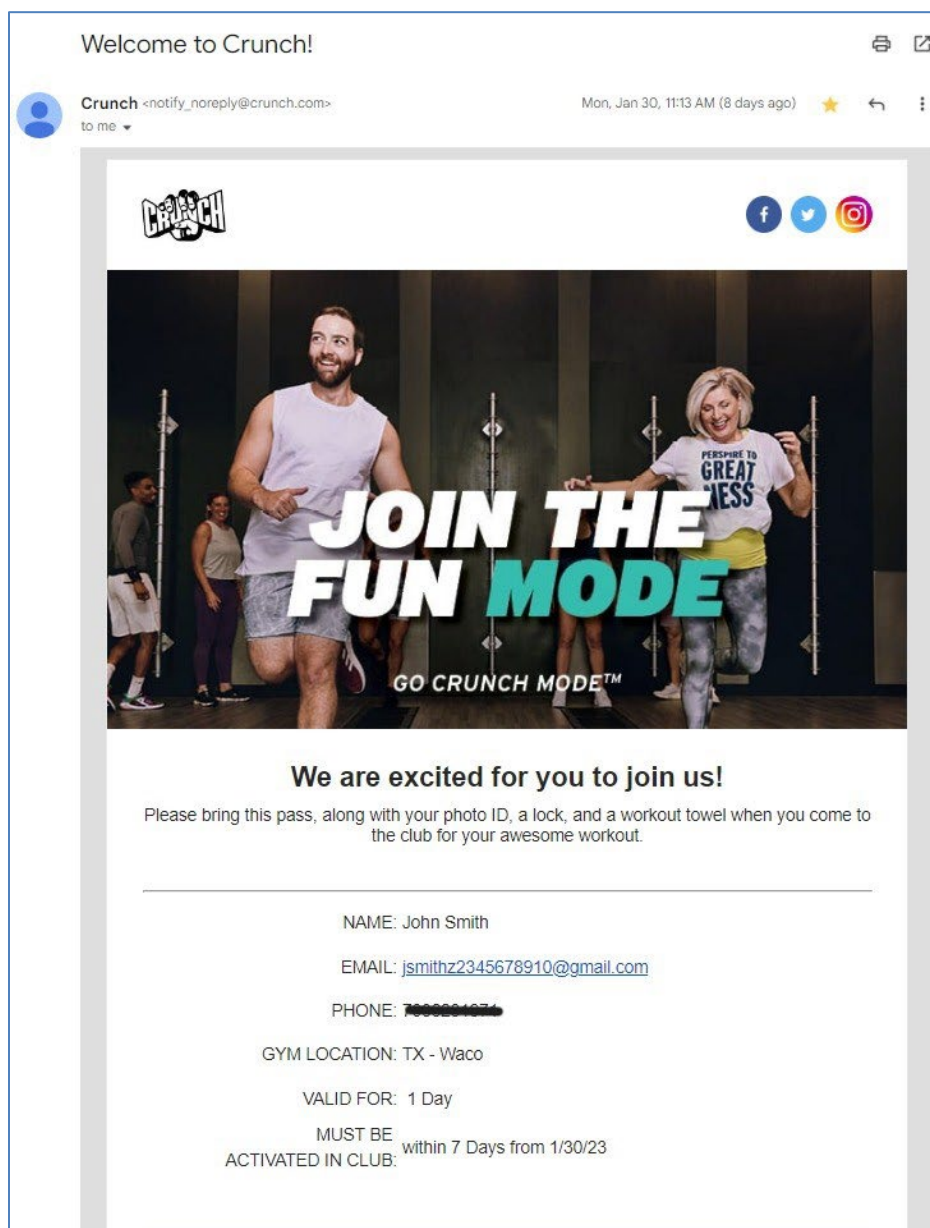 Welcome to Crunch!
Crunch <notify_noreply@crunch.com>
Mon, Jan 30, 11:13 AM (8 days ago)
to me
CRUNCH
PERSPIRE TO
GREAT
NESS
JOIN THE
FUN MODE
GO CRUNCH MODE™
We are excited for you to join us!
Please bring this pass, along with your photo ID, a lock, and a workout towel when you come to
the club for your awesome workout.
NAME: John Smith
EMAIL: jsmithz2345678910@gmail.com
PHONE:
GYM LOCATION: TX - Waco
VALID FOR: 1 Day
MUST BE
ACTIVATED IN CLUB: within 7 Days from 1/30/23